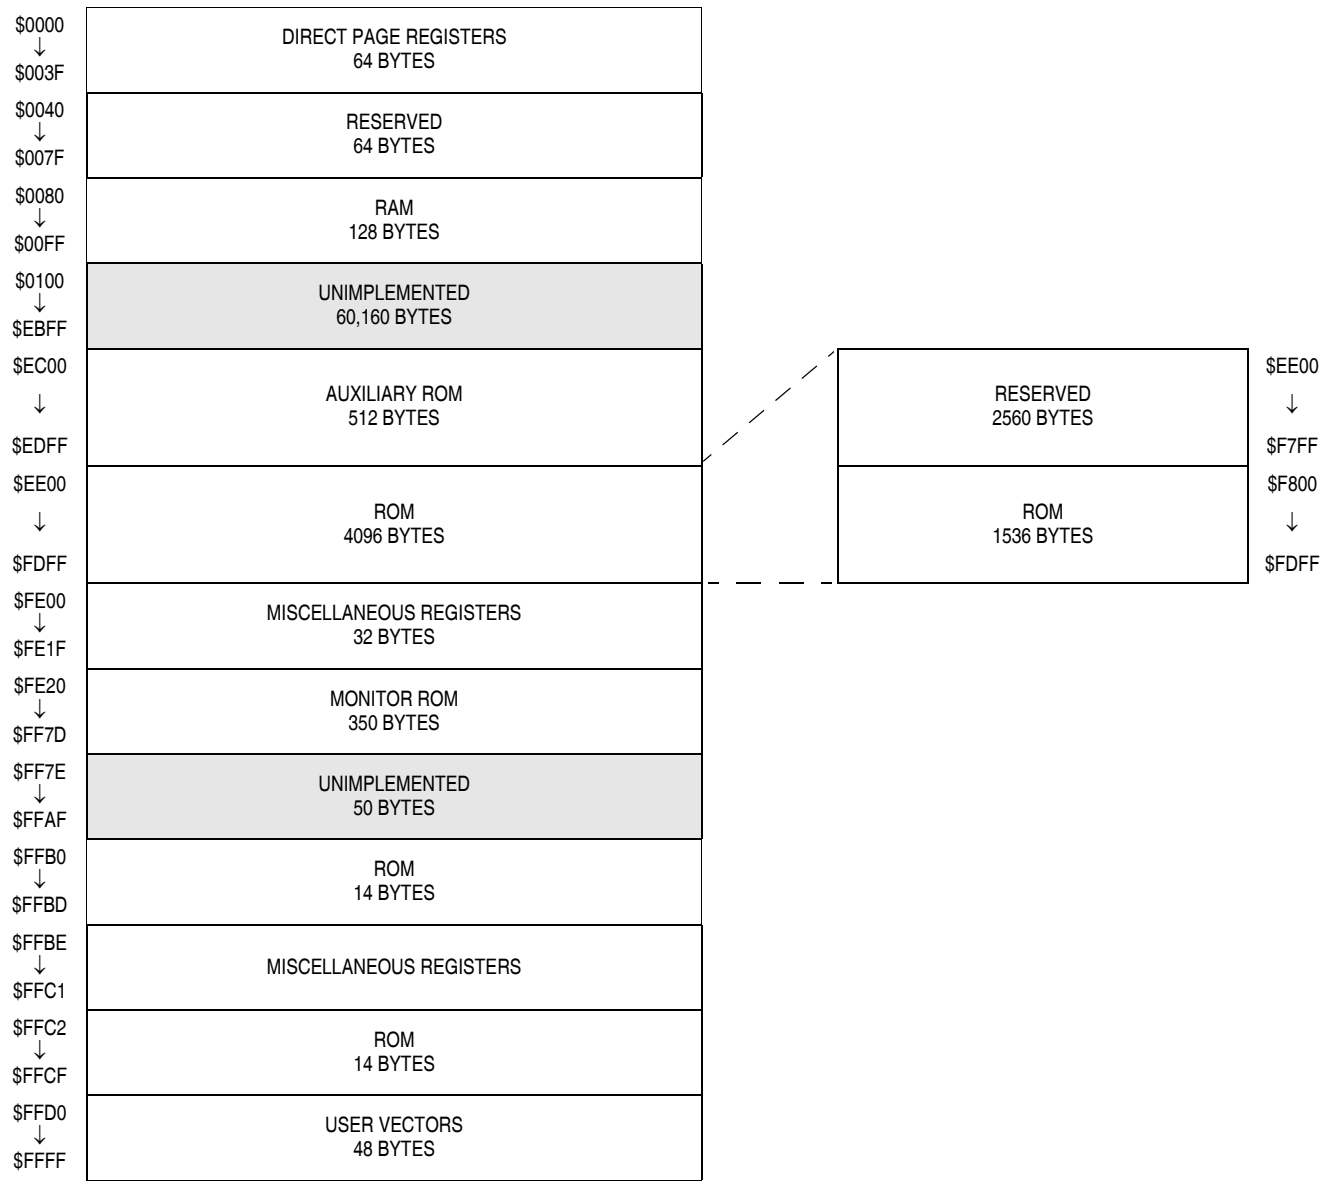 $0000
↓
$003F
DIRECT PAGE REGISTERS
64 BYTES
$0040
↓
$007F
RESERVED
64 BYTES
$0080
↓
$00FF
RAM
128 BYTES
$0100
↓
$EBFF
UNIMPLEMENTED
60,160 BYTES
$EC00
↓
$EDFF
AUXILIARY ROM
512 BYTES
$EE00
↓
$FDFF
ROM
4096 BYTES
$FE00
↓
$FE1F
MISCELLANEOUS REGISTERS
32 BYTES
$FE20
↓
$FF7D
MONITOR ROM
350 BYTES
$FF7E
↓
$FFAF
UNIMPLEMENTED
50 BYTES
$FFB0
↓
$FFBD
ROM
14 BYTES
$FFBE
↓
$FFC1
MISCELLANEOUS REGISTERS
$FFC2
↓
$FFCF
ROM
14 BYTES
$FFD0
↓
$FFFF
USER VECTORS
48 BYTES
RESERVED
2560 BYTES
$EE00
↓
$F7FF
ROM
1536 BYTES
$F800
↓
$FDFF